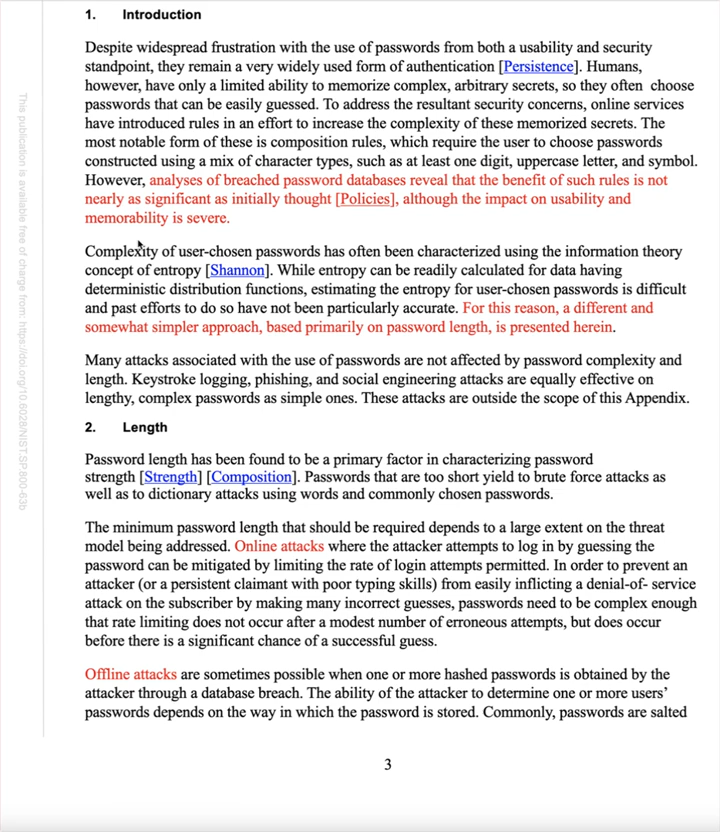 1. Introduction
Despite widespread frustration with the use of passwords from both a usability and security
standpoint, they remain a very widely used form of authentication [Persistence]. Humans,
however, have only a limited ability to memorize complex, arbitrary secrets, so they often choose
passwords that can be easily guessed. To address the resultant security concerns, online services
have introduced rules in an effort to increase the complexity of these memorized secrets. The
most notable form of these is composition rules, which require the user to choose passwords
constructed using a mix of character types, such as at least one digit, uppercase letter, and symbol.
However, analyses of breached password databases reveal that the benefit of such rules is not
nearly as significant as initially thought [Policies], although the impact on usability and
memorability is severe.
Complexity of user-chosen passwords has often been characterized using the information theory
concept of entropy [Shannon]. While entropy can be readily calculated for data having
deterministic distribution functions, estimating the entropy for user-chosen passwords is difficult
and past efforts to do so have not been particularly accurate. For this reason, a different and
somewhat simpler approach, based primarily on password length, is presented herein.
Many attacks associated with the use of passwords are not affected by password complexity and
length. Keystroke logging, phishing, and social engineering attacks are equally effective on
lengthy, complex passwords as simple ones. These attacks are outside the scope of this Appendix.
2. Length
Password length has been found to be a primary factor in characterizing password
strength [Strength] [Composition]. Passwords that are too short yield to brute force attacks as
well as to dictionary attacks using words and commonly chosen passwords.
The minimum password length that should be required depends to a large extent on the threat
model being addressed. Online attacks where the attacker attempts to log in by guessing the
password can be mitigated by limiting the rate of login attempts permitted. In order to prevent an
attacker (or a persistent claimant with poor typing skills) from easily inflicting a denial-of- service
attack on the subscriber by making many incorrect guesses, passwords need to be complex enough
that rate limiting does not occur after a modest number of erroneous attempts, but does occur
before there is a significant chance of a successful guess.
Offline attacks are sometimes possible when one or more hashed passwords is obtained by the
attacker through a database breach. The ability of the attacker to determine one or more users’
passwords depends on the way in which the password is stored. Commonly, passwords are salted
3
This publication is available free of charge from: https://doi.org/10.6028/NIST.SP.800-63b